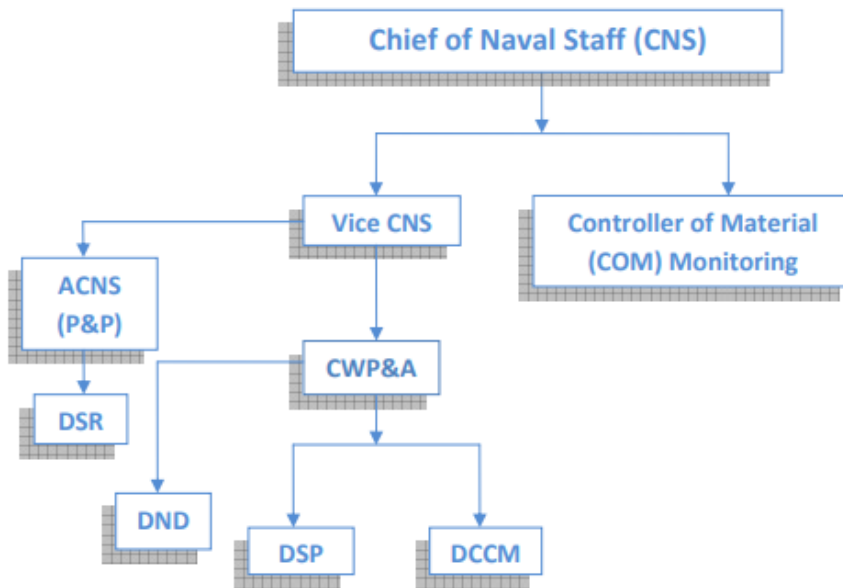 Chief of Naval Staff (CNS)
Vice CNS
Controller of Material
(COM) Monitoring
ACNS
(P&P)
CWP&A
DSR
DND
DSP
DCCM